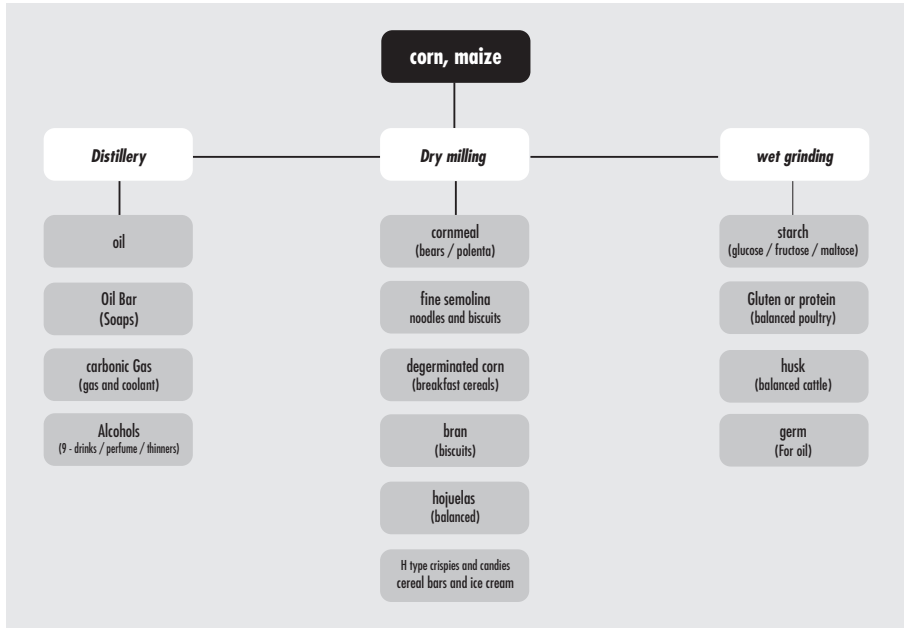 corn, maize
Distillery
Dry milling
wet grinding
oil
Oil Bar
(Soaps)
carbonic Gas
(gas and coolant)
Alcohols
(9 - drinks / perfume / thinners)
cornmeal
(bears / polenta)
fine semolina
noodles and biscuits
degerminated corn
(breakfast cereals)
bran
(biscuits)
hojuelas
(balanced)
H type crispies and candies
cereal bars and ice cream
starch
(glucose / fructose / maltose)
Gluten or protein
(balanced poultry)
husk
(balanced cattle)
germ
(For oil)